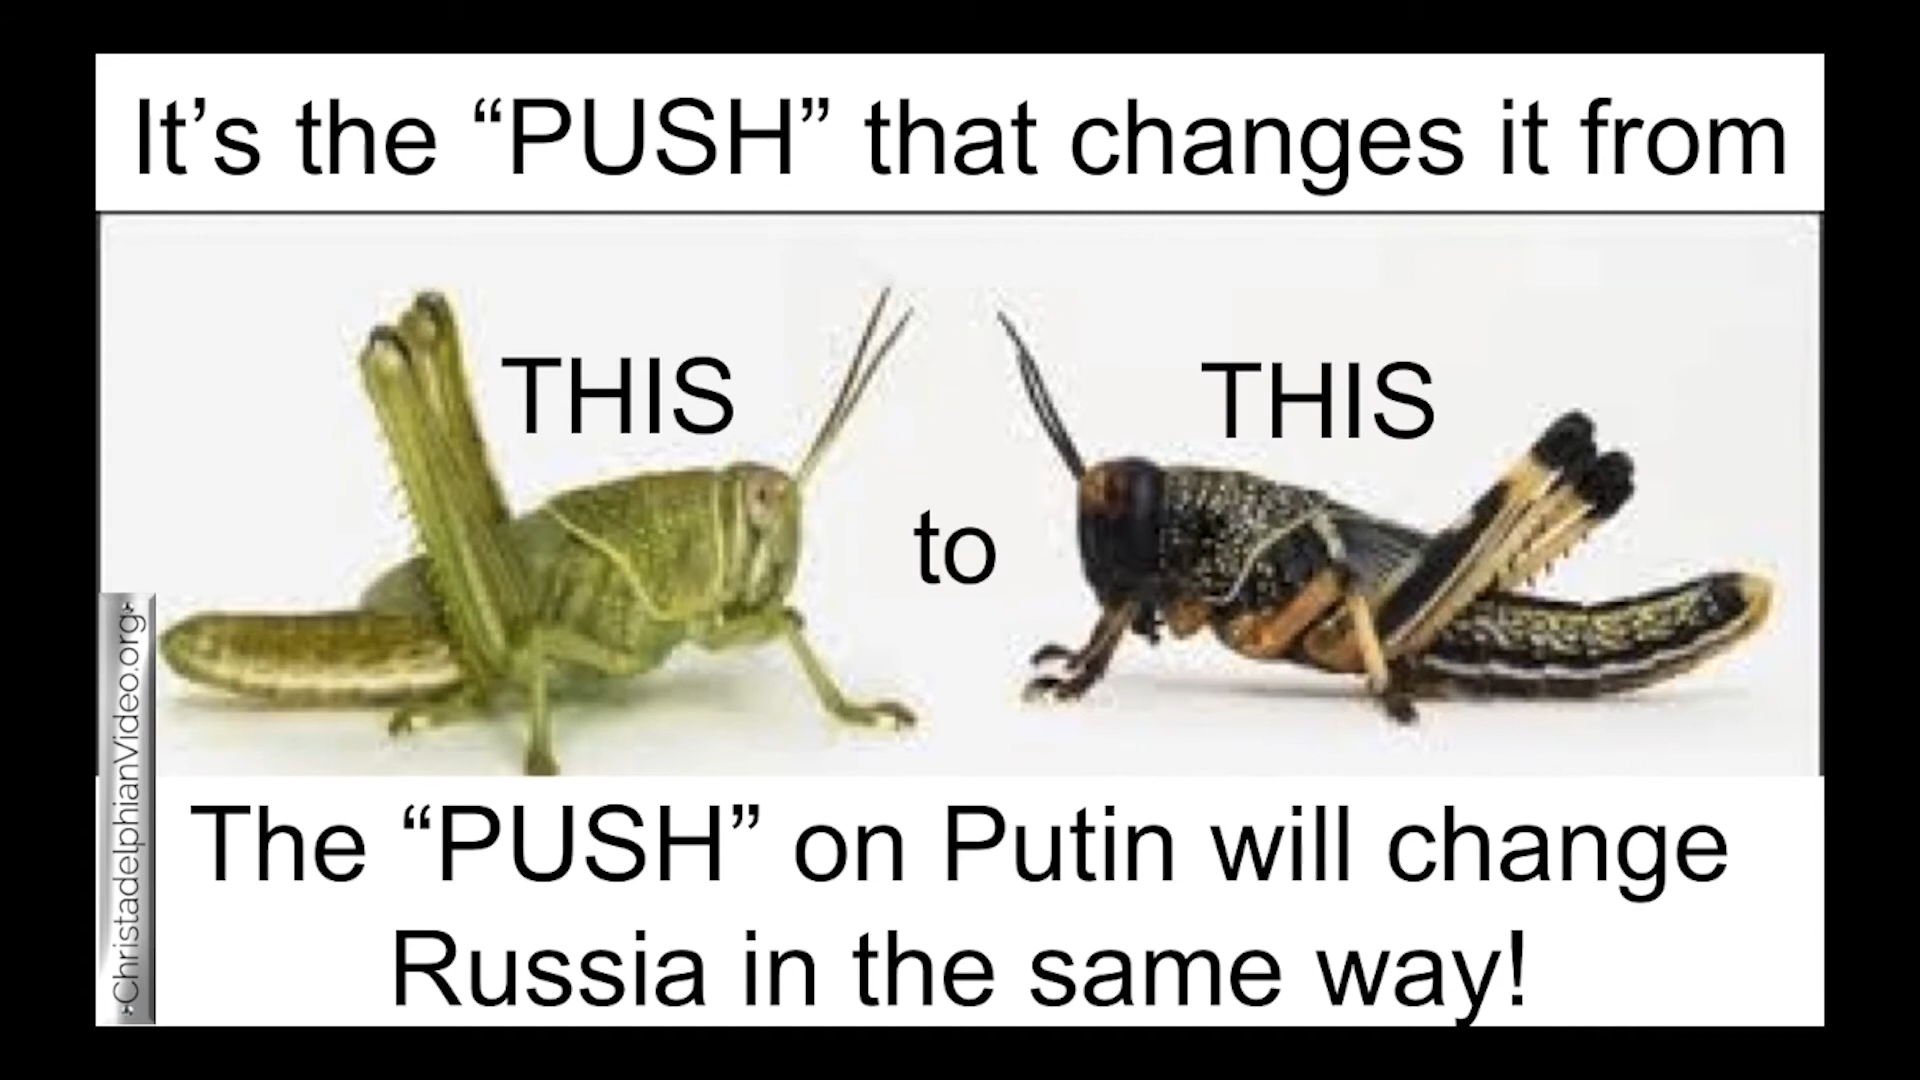 It's the “PUSH” that changes it from
THIS
THIS
to
The “PUSH” on Putin will change
Russia in the same way!
•ChristadelphianVideo.org•